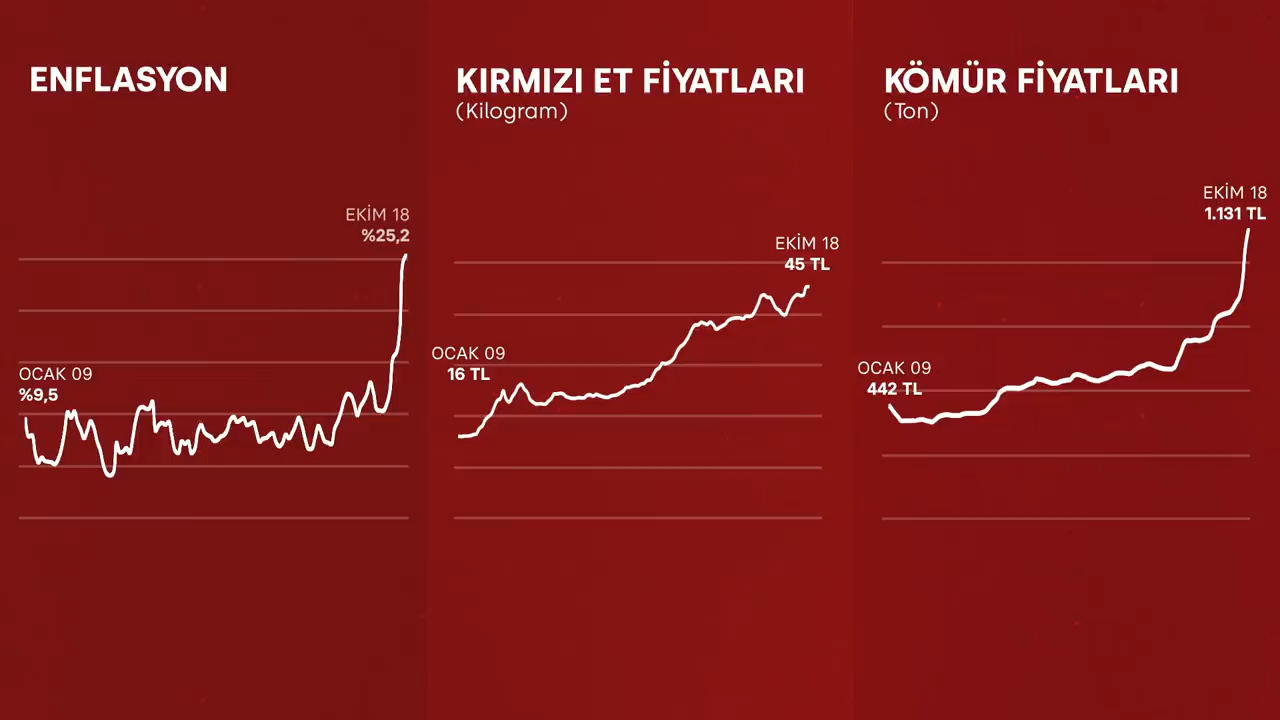 ENFLASYON
EKİM 18
%25,2
OCAK 09
%9,5
KIRMIZI ET FİYATLARI
(Kilogram)
EKİM 18
45 TL
OCAK 09
16 TL
KÖMÜR FİYATLARI
(Ton)
EKİM 18
1.131 TL
OCAK 09
442 TL